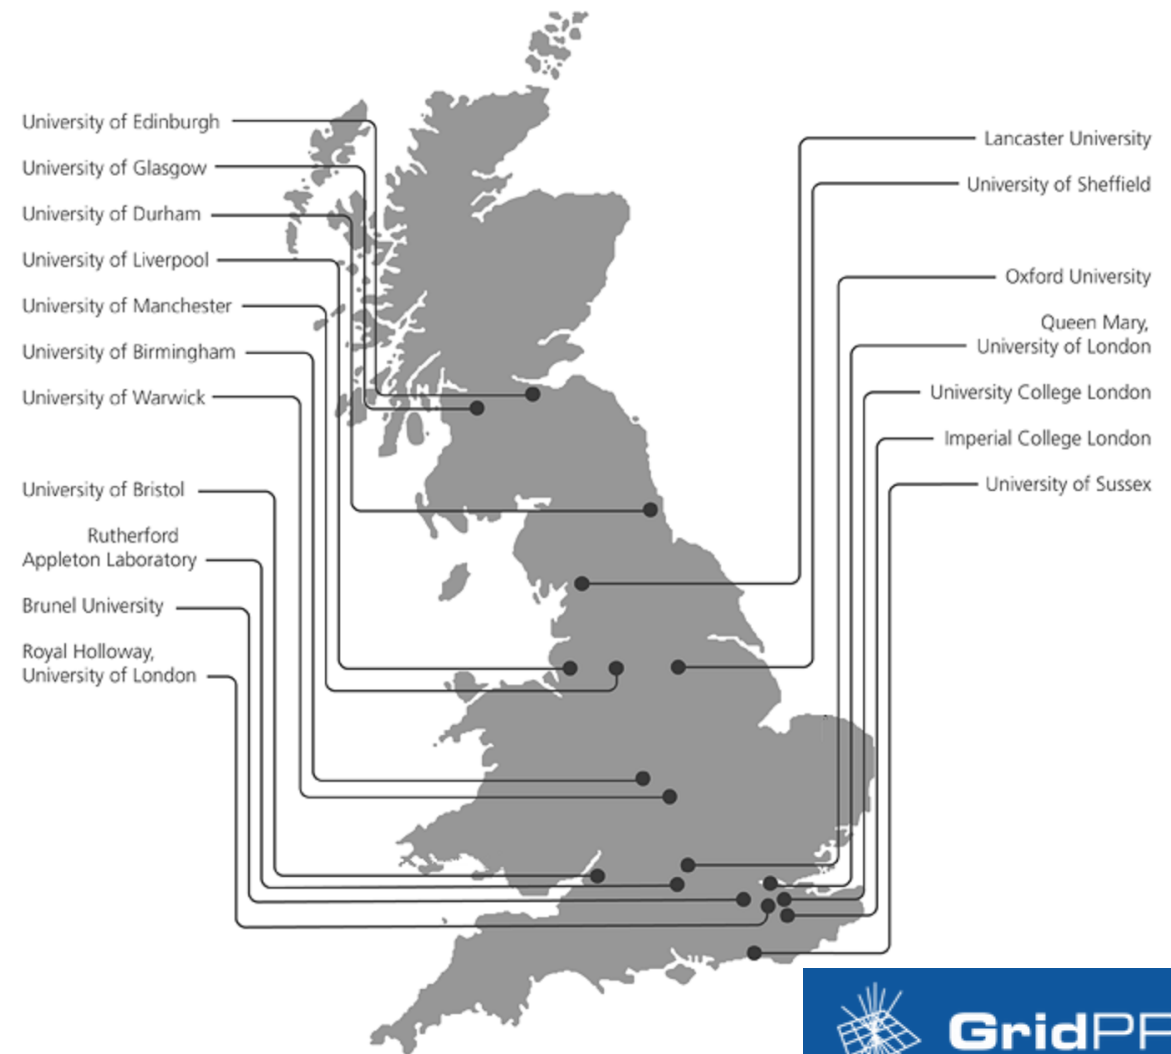 University of Edinburgh
University of Glasgow
University of Durham
University of Liverpool
University of Manchester
University of Birmingham
University of Warwick
University of Bristol
Rutherford
Appleton Laboratory
Brunel University
Royal Holloway,
University of London
Lancaster University
University of Sheffield
Oxford University
Queen Mary,
University of London
University College London
Imperial College London
University of Sussex
GridPP